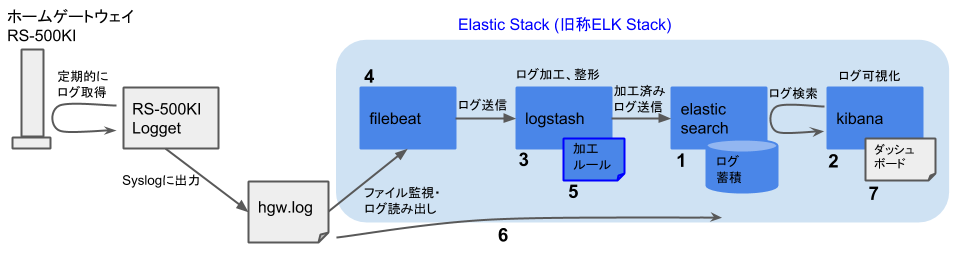 ホームゲートウェイ
RS-500KI
定期的に
ログ取得
RS-500KI
Logget
Syslogに出力
hgw.log
Elastic Stack (旧称ELK Stack)
4
filebeat
ファイル監視・
ログ読み出し
ログ送信
ログ加工、整形
logstash
3
加工
ルール
5
加工済み
ログ送信
elastic
search
1
ログ
蓄積
ログ検索
ログ可視化
kibana
2
ダッシュ
ボード
7
6